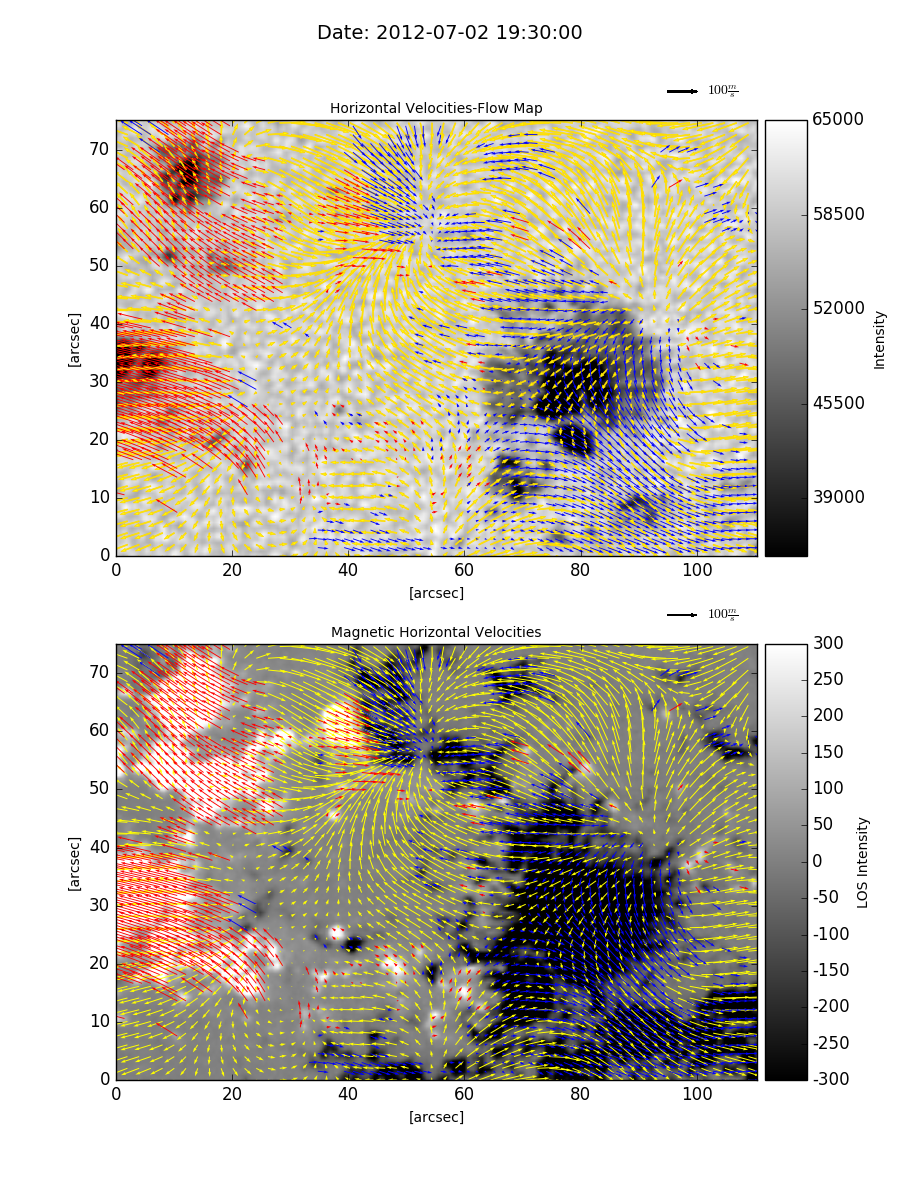 Date: 2012-07-02 19:30:00
100 m/s
Horizontal Velocities-Flow Map
70
60
50
40
30
20
10
0
[arcsec]
0 20 40 60 80 100
[arcsec]
65000
58500
52000
45500
39000
Intensity
100 m/s
Magnetic Horizontal Velocities
70
60
50
40
30
20
10
0
[arcsec]
0 20 40 60 80 100
[arcsec]
300
250
200
150
100
50
0
-50
-100
-150
-200
-250
-300
LOS Intensity